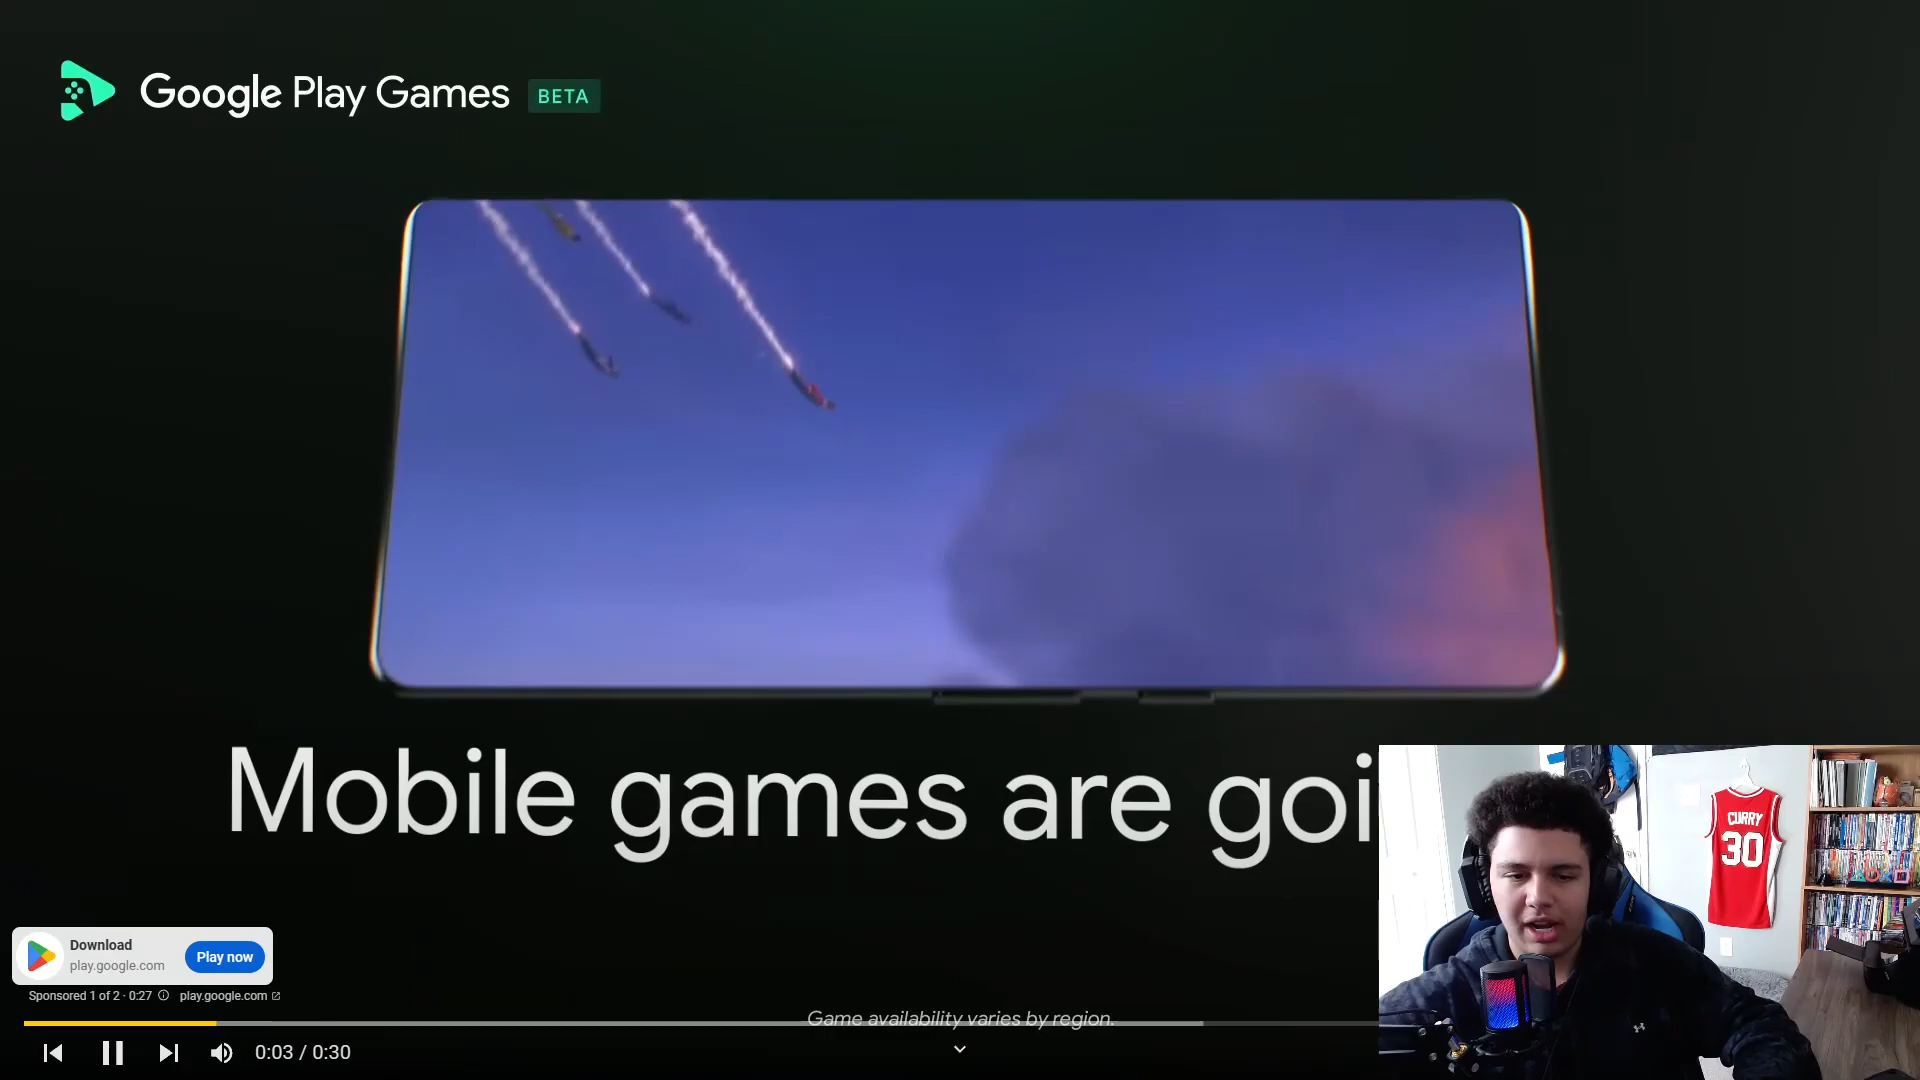 Google Play Games BETA
Mobile games are goi
CURRY
30
Download
play.google.com
Play now
Sponsored 1 of 2 · 0:27 play.google.com
Game availability varies by region.
0:03 / 0:30